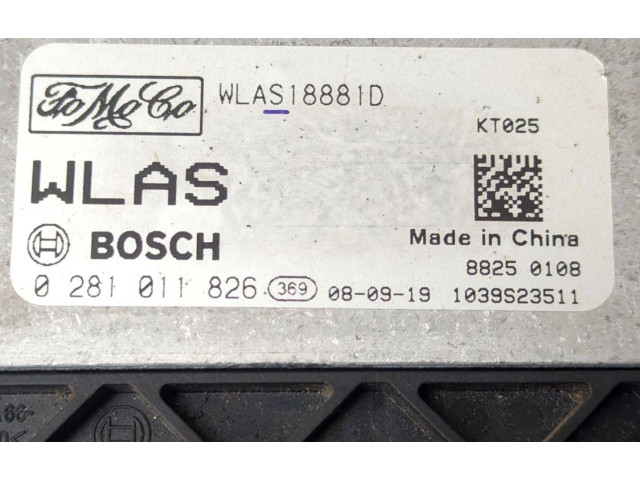 FoMoCo WLAS18881D
KT025
WLAS
BOSCH
Made in China
8825 0108
0 281 011 826 369 08-09-19 1039S23511